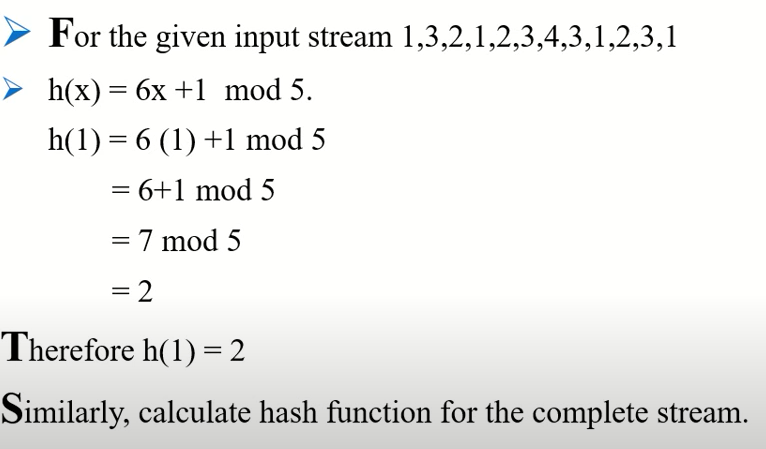 For the given input stream 1,3,2,1,2,3,4,3,1,2,3,1
h(x) = 6x +1 mod 5.
h(1) = 6 (1) +1 mod 5
= 6+1 mod 5
= 7 mod 5
= 2
Therefore h(1) = 2
Similarly, calculate hash function for the complete stream.